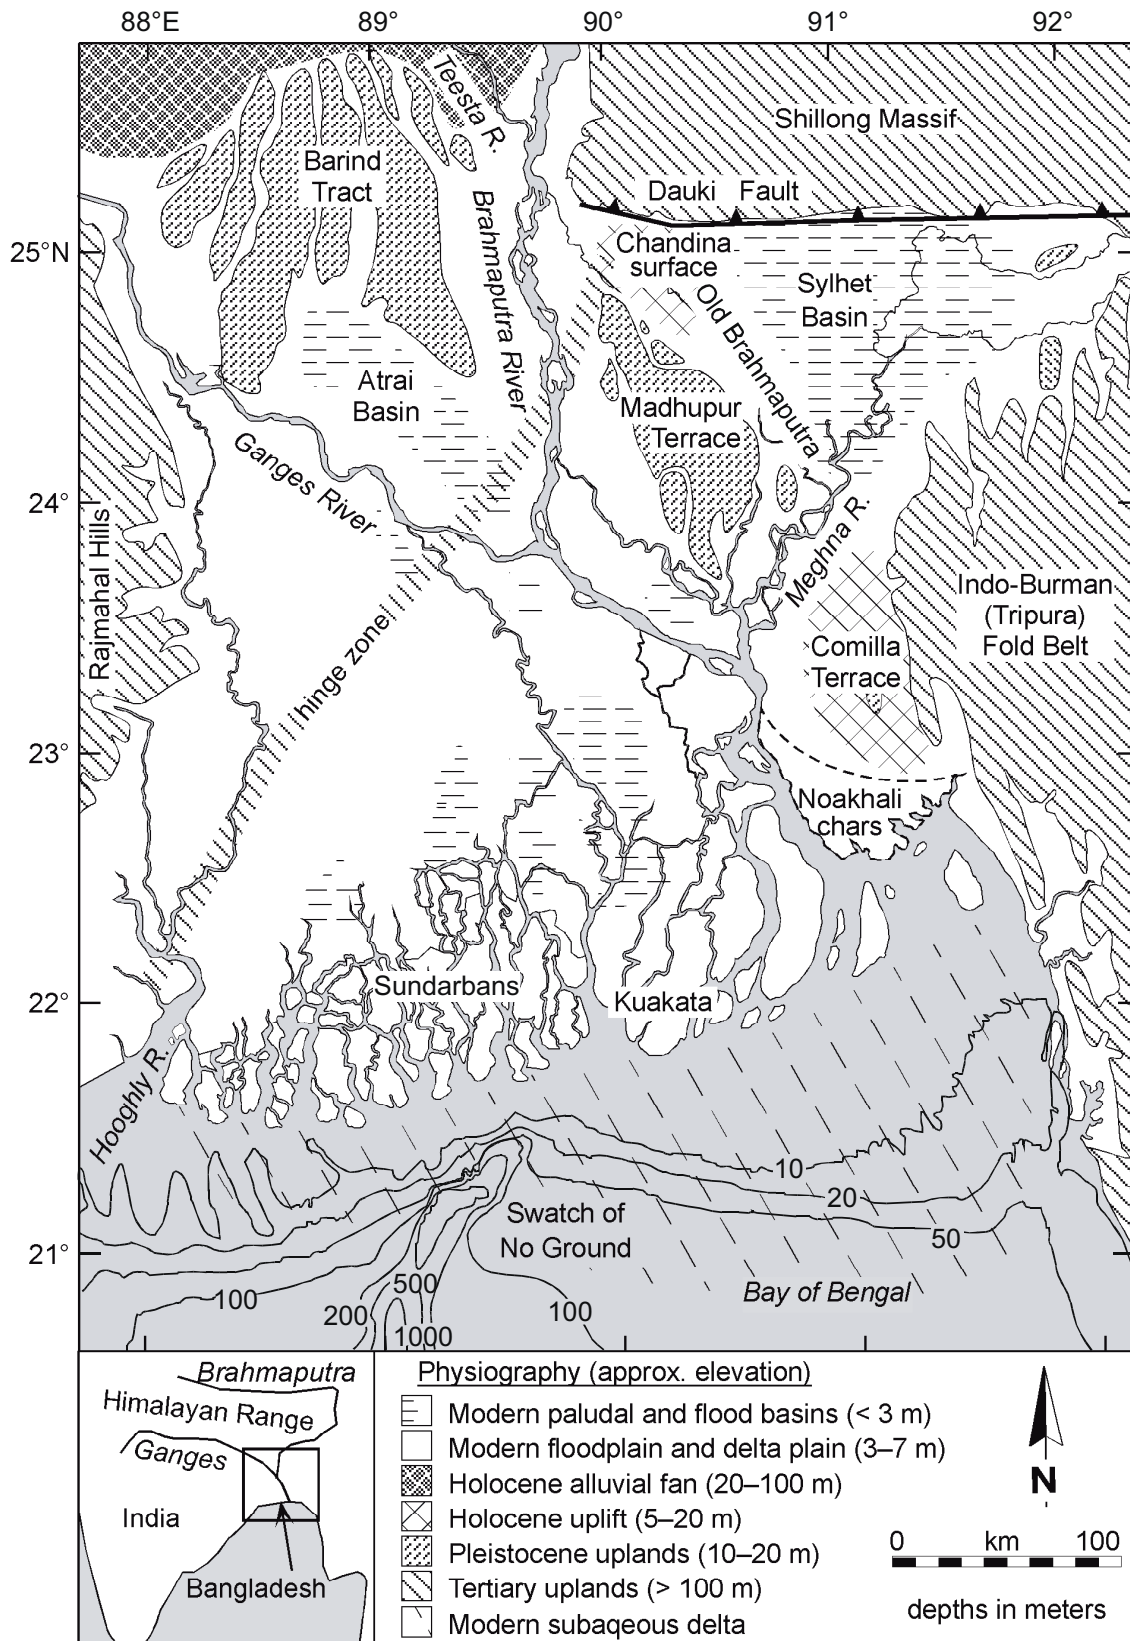 88°E 89° 90° 91° 92°
Teesta R.
Shillong Massif
Barind
Tract
Dauki Fault
Brahmaputra River
25°N
Chandina
surface
Sylhet
Basin
Old Brahmaputra
Atrai
Basin
Madhupur
Terrace
Ganges River
24°
Meghna R.
Rajmahal Hills
Indo-Burman
(Tripura)
Fold Belt
hinge zone
Comilla
Terrace
23°
Noakhali
chars
Sundarbans
Kuakata
22°
Hooghly R.
10
20
50
Swatch of
No Ground
21°
Bay of Bengal
100
200
500
1000
100
Brahmaputra
Himalayan Range
Ganges
India
Bangladesh
Physiography (approx. elevation)
Modern paludal and flood basins (< 3 m)
Modern floodplain and delta plain (3–7 m)
Holocene alluvial fan (20–100 m)
Holocene uplift (5–20 m)
Pleistocene uplands (10–20 m)
Tertiary uplands (> 100 m)
Modern subaqeous delta
N
0 km 100
depths in meters